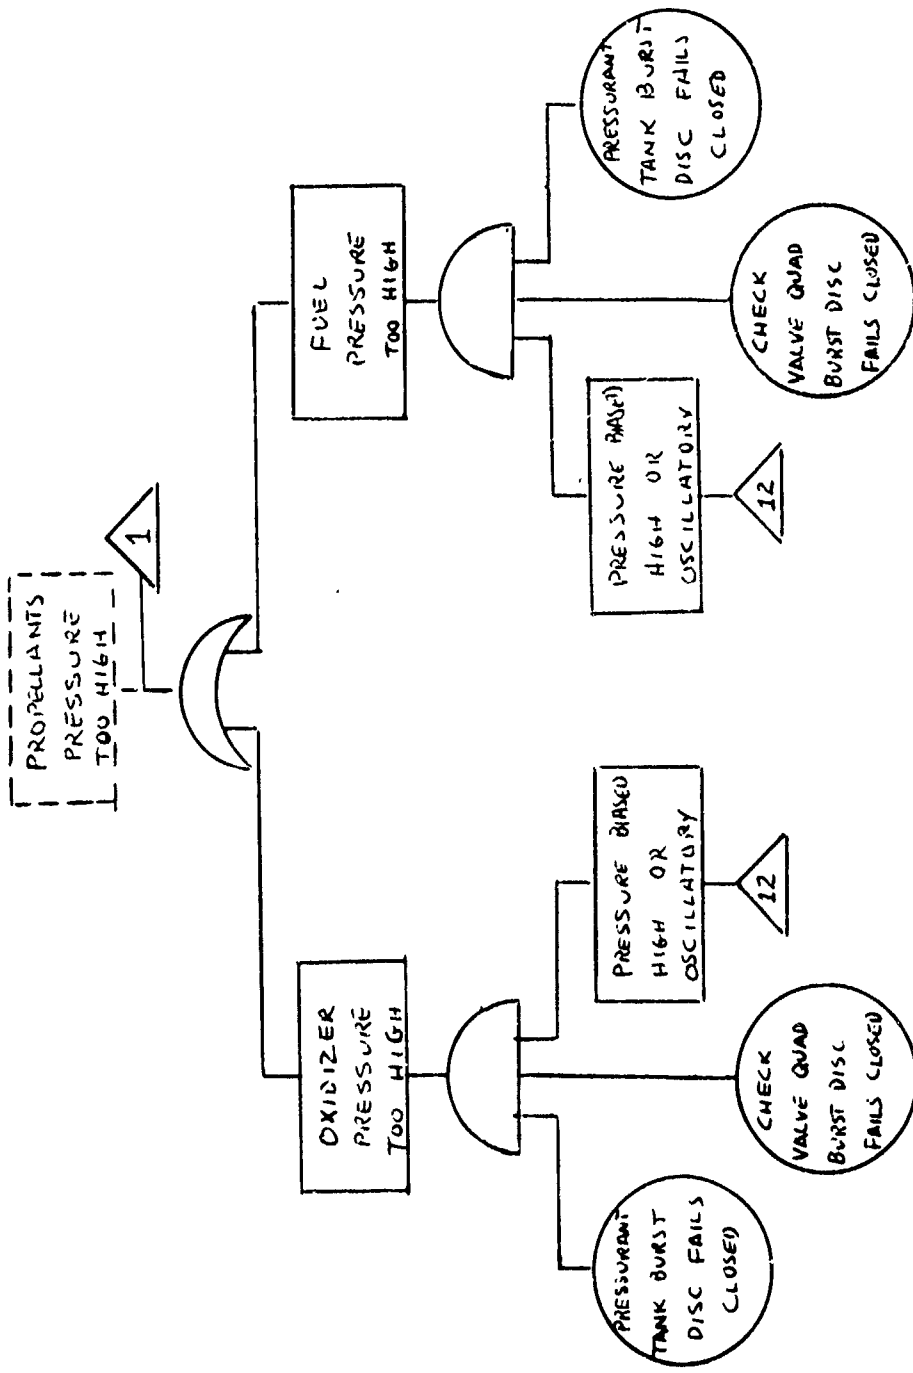 PROPELLANTS
PRESSURE
TOO HIGH
1
OXIDIZER
PRESSURE
TOO HIGH
FUEL
PRESSURE
TOO HIGH
PRESSURANT
TANK BURST
DISC FAILS
CLOSED
CHECK
VALVE QUAD
BURST DISC
FAILS CLOSED
PRESSURE BIASED
HIGH OR
OSCILLATORY
12
PRESSURE BIASED
HIGH OR
OSCILLATORY
12
CHECK
VALVE QUAD
BURST DISC
FAILS CLOSED
PRESSURANT
TANK BURST
DISC FAILS
CLOSED